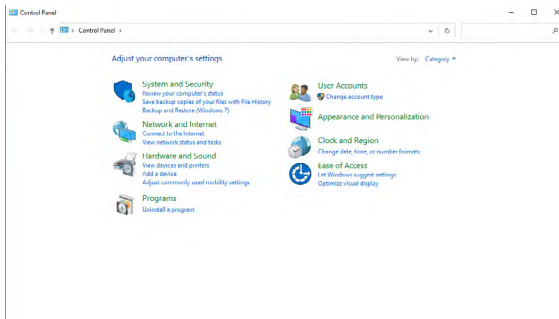 Control Panel
Control Panel
Adjust your computer's settings
View by: Category
System and Security
Review your computer's status
Save backup copies of your files with File History
Backup and Restore (Windows 7)
Network and Internet
Connect to the Internet
View network status and tasks
Hardware and Sound
View devices and printers
Add a device
Adjust commonly used mobility settings
Programs
Uninstall a program
User Accounts
Change account type
Appearance and Personalization
Clock and Region
Change date, time, or number formats
Ease of Access
Let Windows suggest settings
Optimize visual display